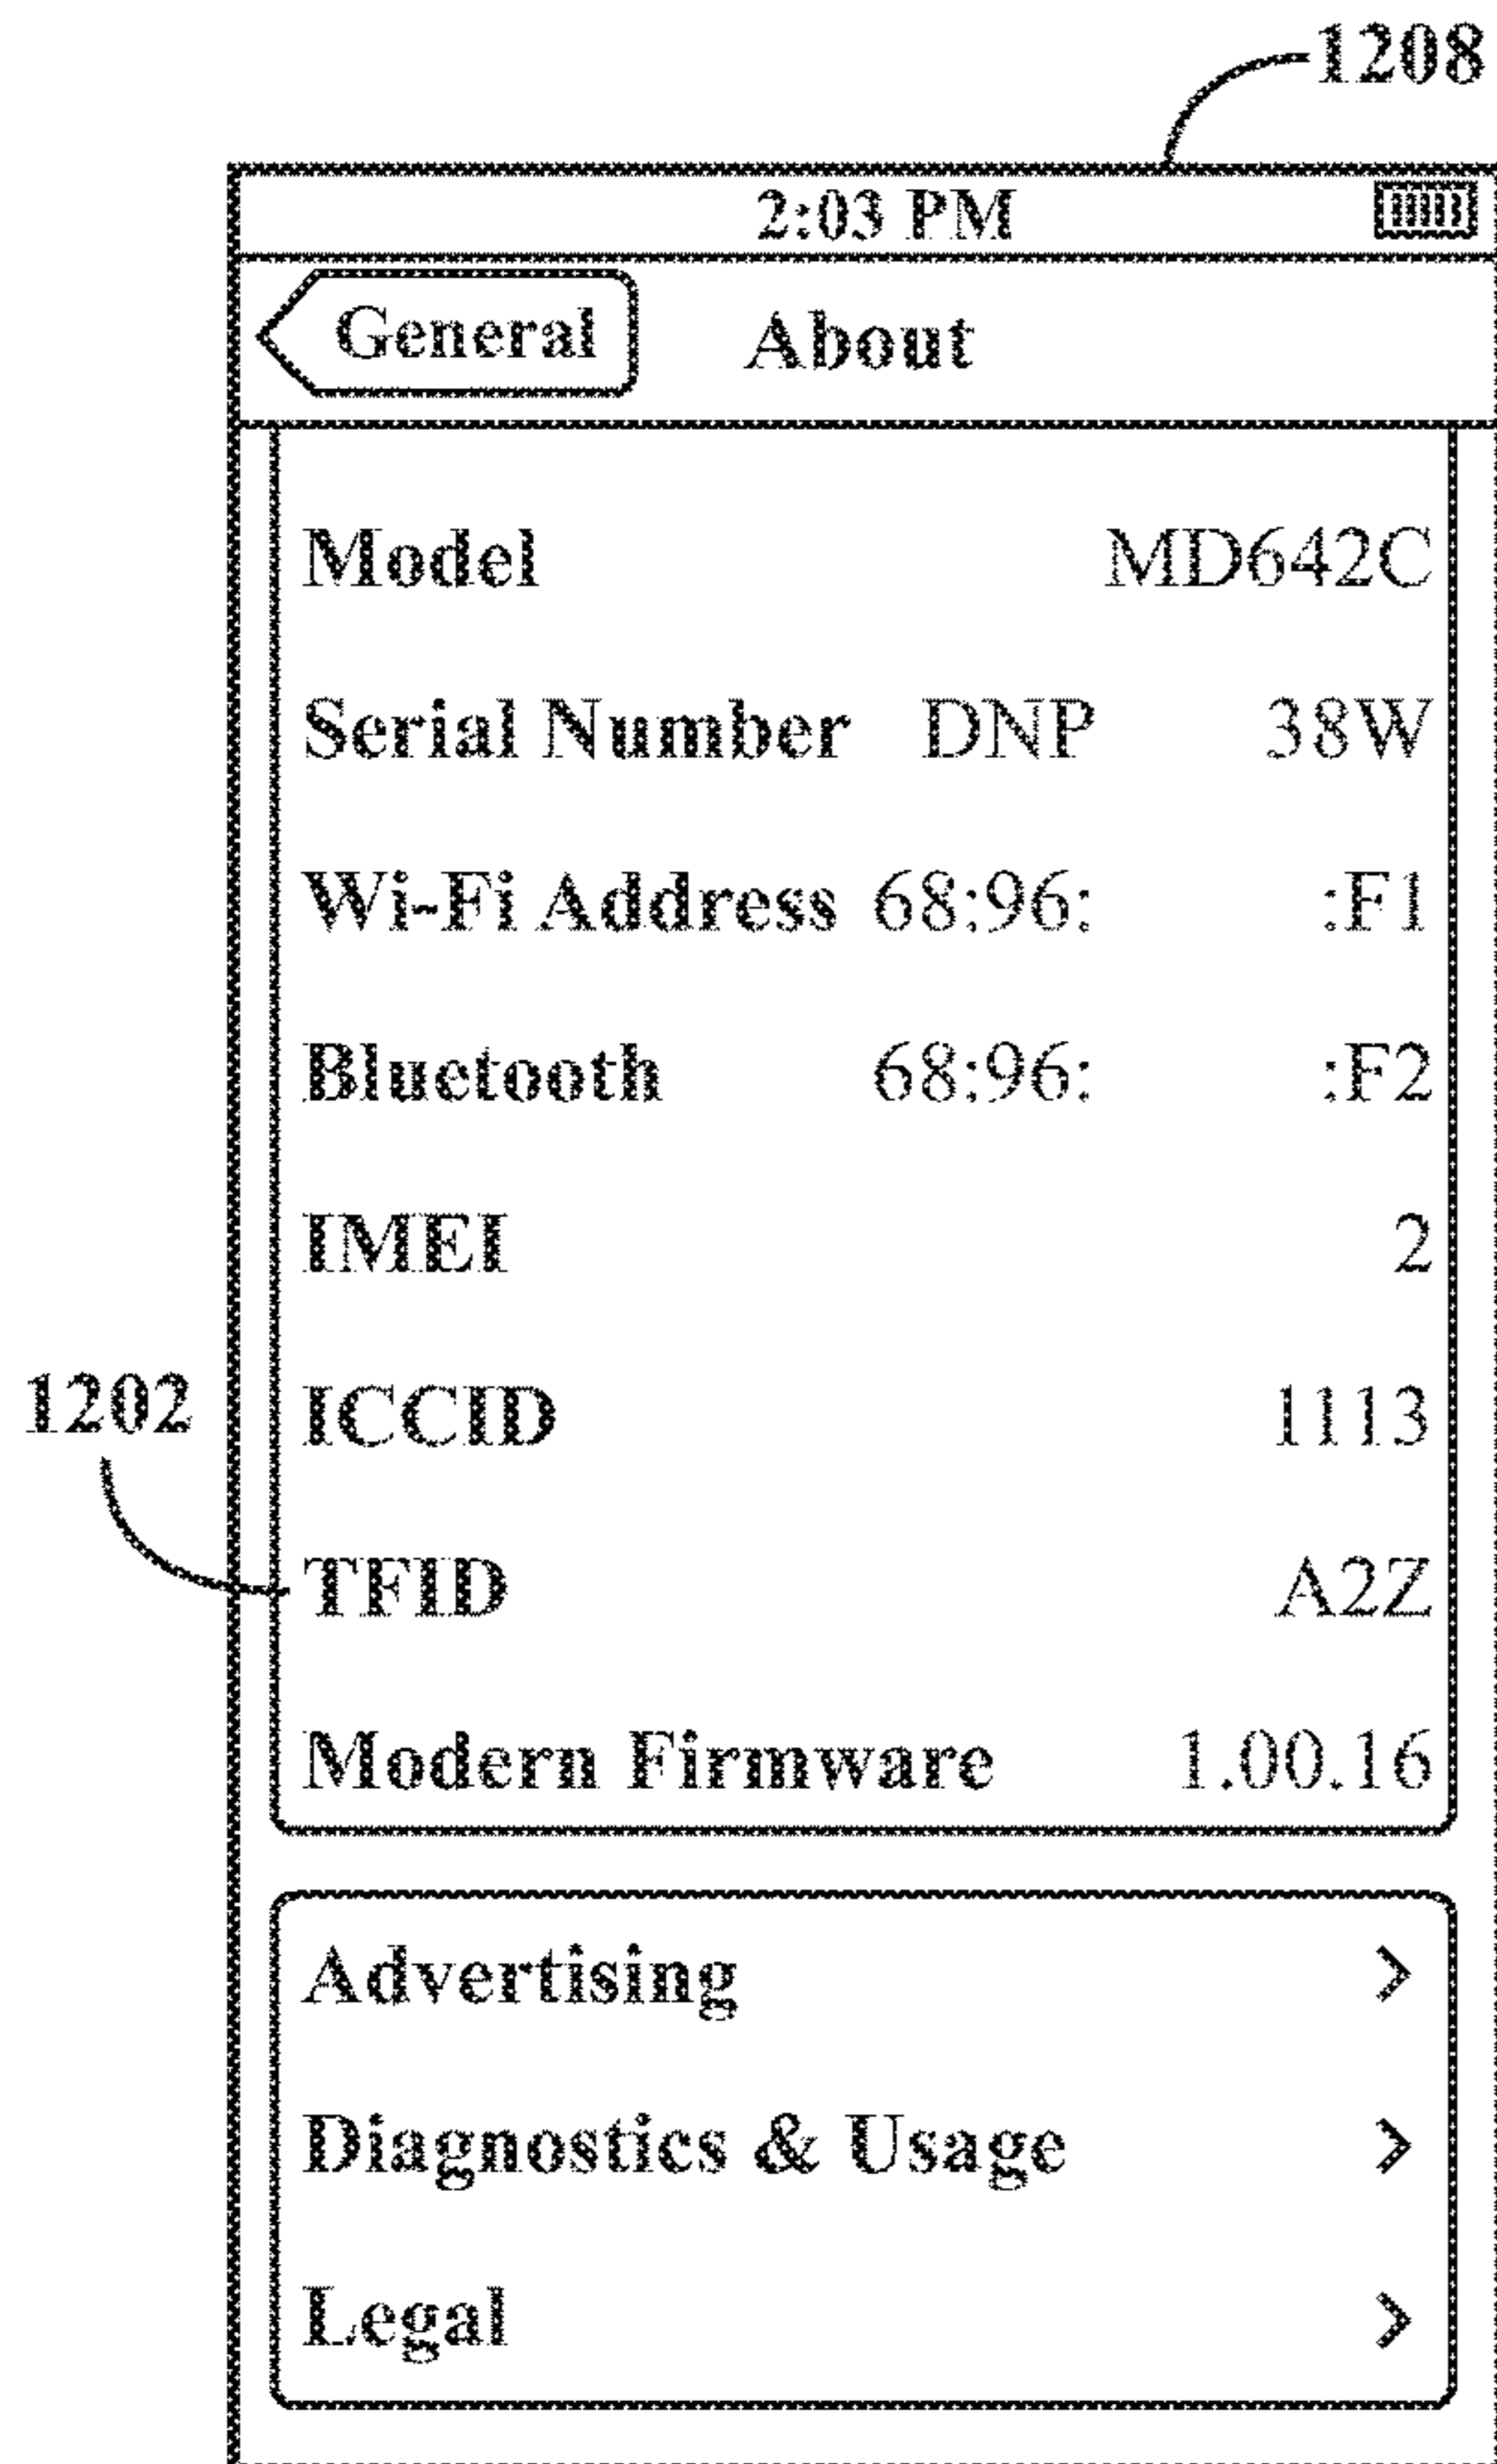 1208
2:03 PM
General About
Model MD642C
Serial Number DNP 38W
Wi-Fi Address 68:96: :F1
Bluetooth 68:96: :F2
IMEI 2
1202
ICCID 1113
TFID A2Z
Modern Firmware 1.00.16
Advertising >
Diagnostics & Usage >
Legal >